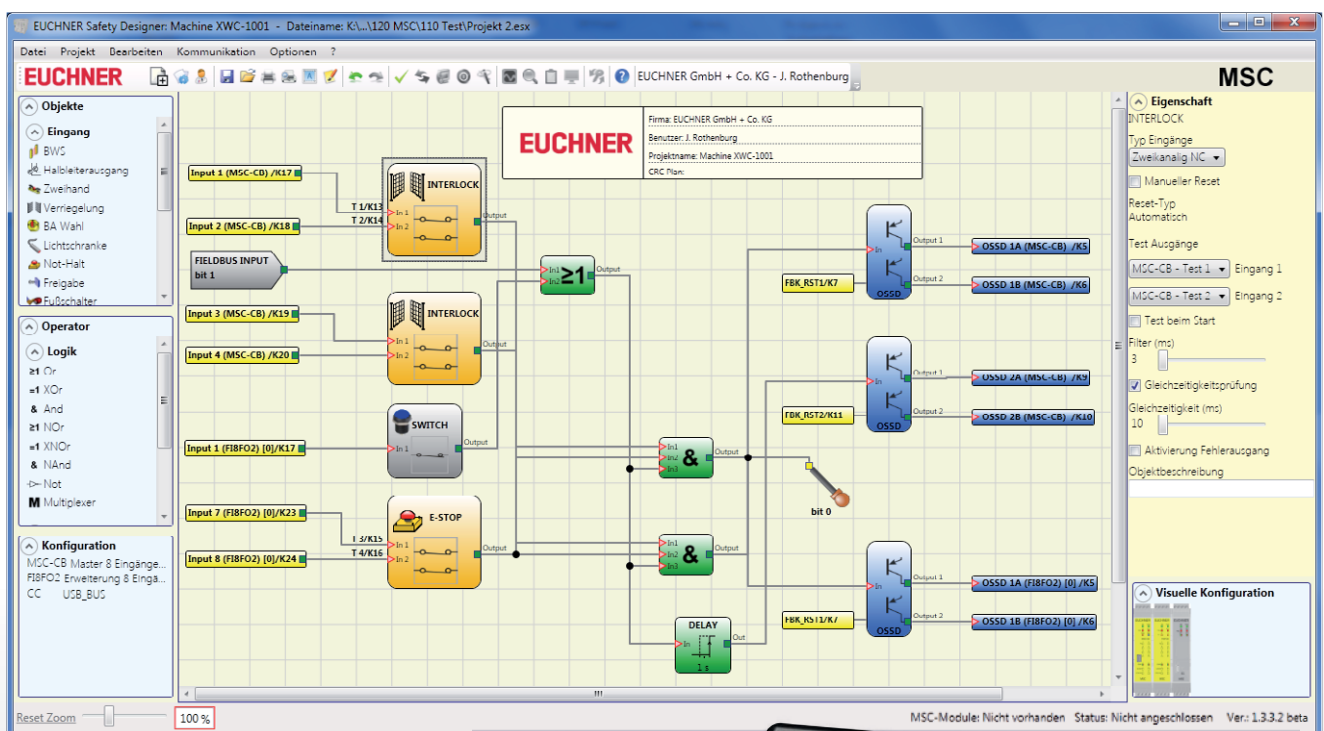 EUCHNER Safety Designer: Machine XWC-1001 - Dateiname: K:\...\120 MSC\110 Test\Projekt 2.esx
Datei Projekt Bearbeiten Kommunikation Optionen ?
EUCHNER
EUCHNER GmbH + Co. KG - J. Rothenburg
MSC
Objekte
Eingang
BWS
Halbleiterausgang
Zweihand
Verriegelung
BA Wahl
Lichtschranke
Not-Halt
Freigabe
Fußschalter
Operator
Logik
≥1 Or
=1 XOr
& And
≥1 NOr
=1 XNOr
& NAnd
Not
M Multiplexer
Konfiguration
MSC-CB Master 8 Eingänge...
FI8FO2 Erweiterung 8 Eingä...
CC USB_BUS
EUCHNER
Firma: EUCHNER GmbH + Co. KG
Benutzer: J. Rothenburg
Projektname: Machine XWC-1001
CRC Plan:
Input 1 (MSC-CB) /K17
Input 2 (MSC-CB) /K18
T 1/K13
T 2/K14
INTERLOCK
In 1
In 2
Output
FIELDBUS INPUT
bit 1
In1
In2
≥1
Output
Input 3 (MSC-CB) /K19
Input 4 (MSC-CB) /K20
INTERLOCK
In 1
In 2
Output
Input 1 (FI8FO2) [0]/K17
SWITCH
In 1
Output
Input 7 (FI8FO2) [0]/K23
Input 8 (FI8FO2) [0]/K24
T 3/K15
T 4/K16
E-STOP
In 1
In 2
Output
In1
In2
In3
&
Output
In1
In2
In3
&
Output
DELAY
In
Out
1 s
bit 0
FBK_RST1/K7
In
Output 1
Output 2
OSSD
OSSD 1A (MSC-CB) /K5
OSSD 1B (MSC-CB) /K6
FBK_RST2/K11
In
Output 1
Output 2
OSSD
OSSD 2A (MSC-CB) /K9
OSSD 2B (MSC-CB) /K10
FBK_RST1/K7
In
Output 1
Output 2
OSSD
OSSD 1A (FI8FO2) [0] /K5
OSSD 1B (FI8FO2) [0] /K6
Eigenschaft
INTERLOCK
Typ Eingänge
Zweikanalig NC
Manueller Reset
Reset-Typ
Automatisch
Test Ausgänge
MSC-CB - Test 1 Eingang 1
MSC-CB - Test 2 Eingang 2
Test beim Start
Filter (ms)
3
Gleichzeitigkeitsprüfung
Gleichzeitigkeit (ms)
10
Aktivierung Fehlerausgang
Objektbeschreibung
Visuelle Konfiguration
Reset Zoom
100 %
MSC-Module: Nicht vorhanden Status: Nicht angeschlossen Ver.: 1.3.3.2 beta